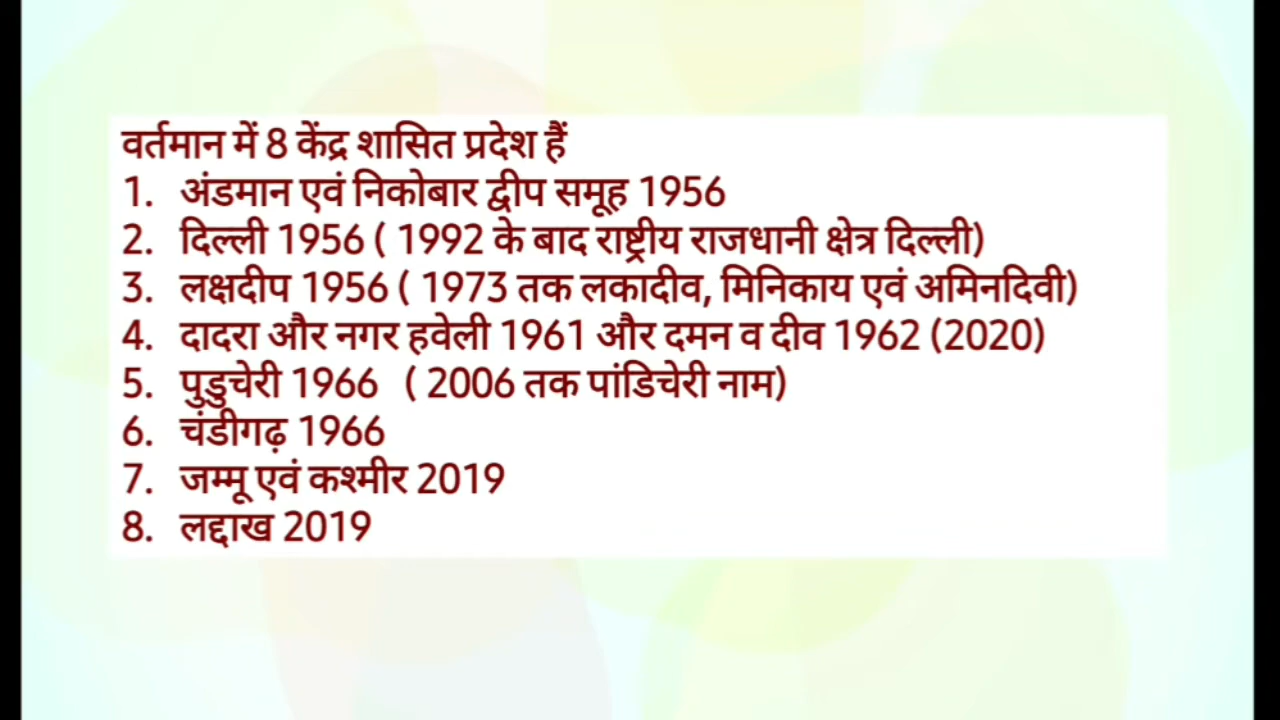 वर्तमान में 8 केंद्र शासित प्रदेश हैं
1. अंडमान एवं निकोबार द्वीप समूह 1956
2. दिल्ली 1956 ( 1992 के बाद राष्ट्रीय राजधानी क्षेत्र दिल्ली)
3. लक्षदीप 1956 ( 1973 तक लकादीव, मिनिकाय एवं अमिनदिवी)
4. दादरा और नगर हवेली 1961 और दमन व दीव 1962 (2020)
5. पुडुचेरी 1966 ( 2006 तक पांडिचेरी नाम)
6. चंडीगढ़ 1966
7. जम्मू एवं कश्मीर 2019
8. लद्दाख 2019